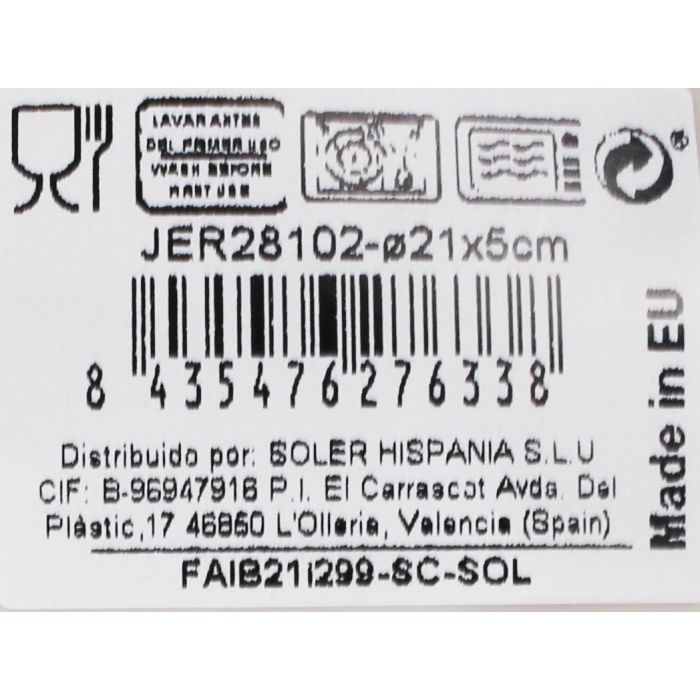 LAVAR ANTES
DEL PRIMER USO
WASH BEFORE
FIRST USE
JER28102-ø21x5cm
8 435476 276338
Made in EU
Distribuido por: SOLER HISPANIA S.L.U
CIF: B-96947916 P.I. El Carrascot Avda. Del
Plàstic,17 46850 L'Olleria, Valencia (Spain)
FAIB21I299-SC-SOL